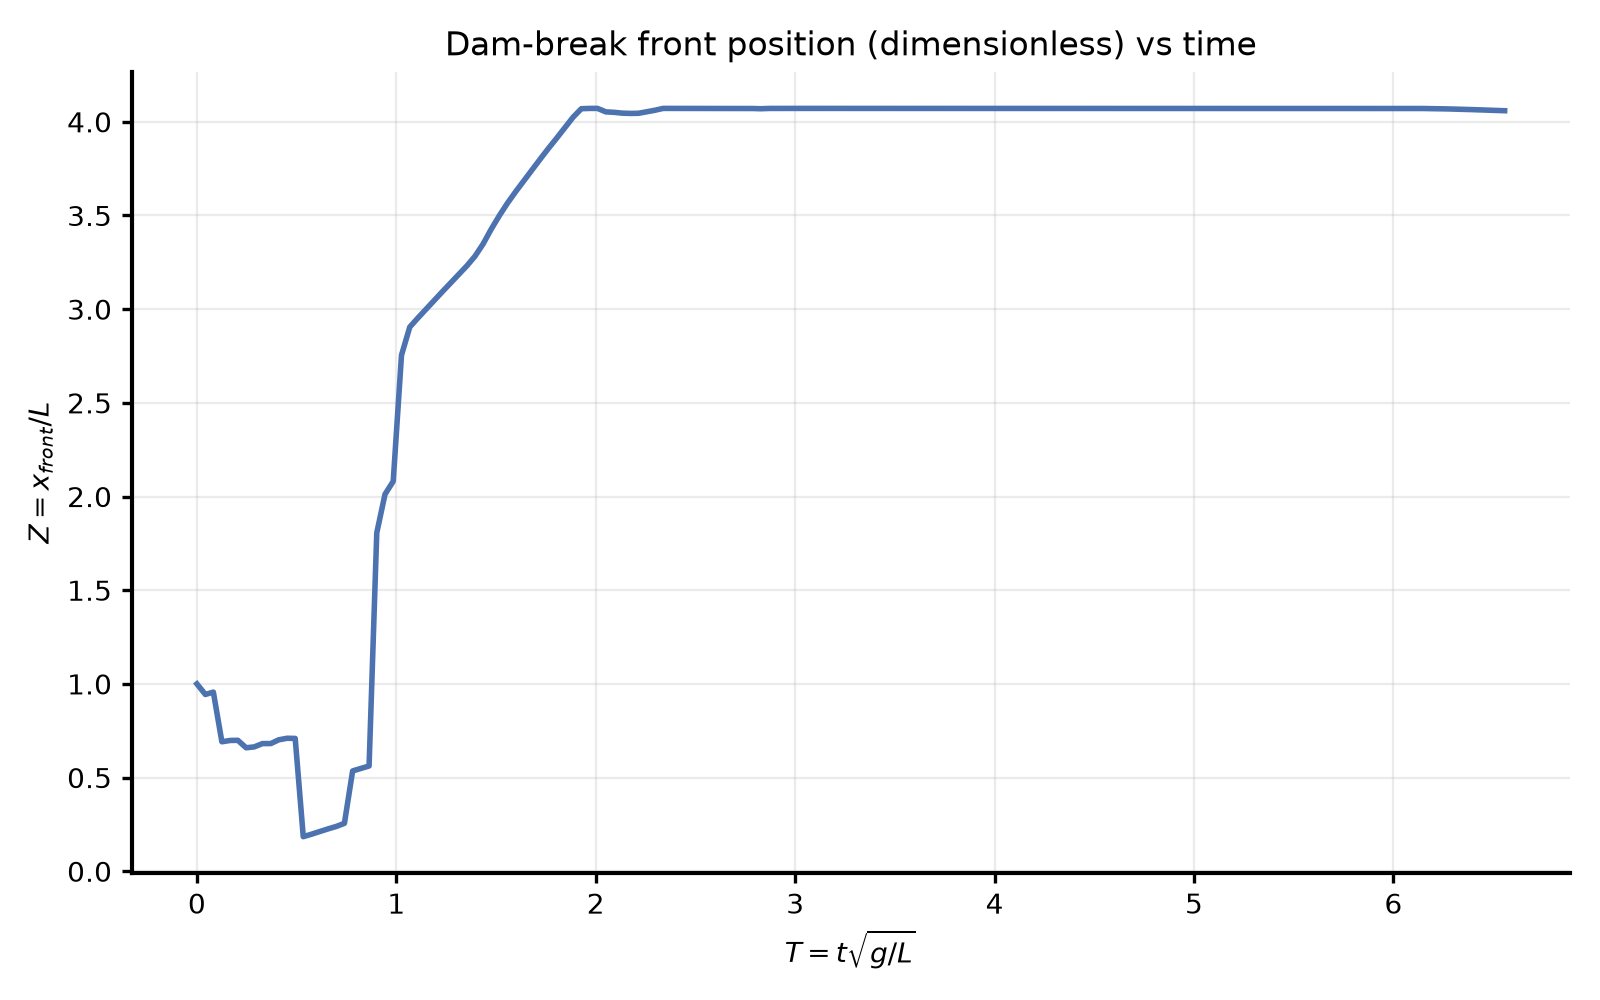 Dam-break front position (dimensionless) vs time
Z = x_front/L
4.0
3.5
3.0
2.5
2.0
1.5
1.0
0.5
0.0
0 1 2 3 4 5 6
T = t√g/L